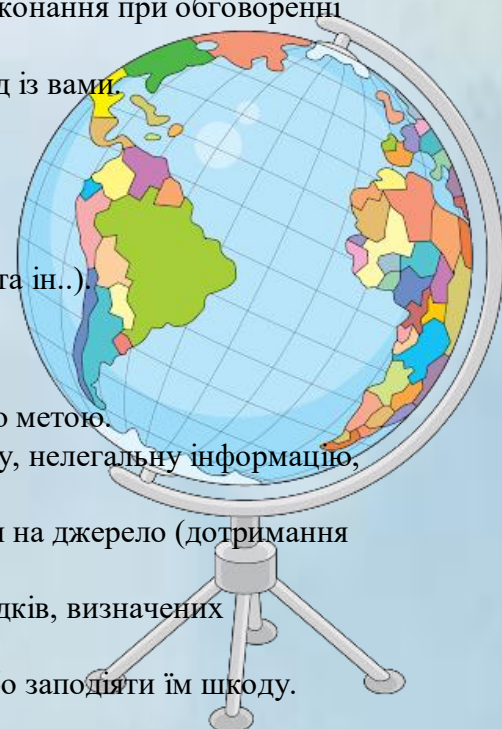 конання при обговоренні
д із вами.
та ін..).
ю метою.
у, нелегальну інформацію,
и на джерело (дотримання
дків, визначених
о заподіяти їм шкоду.